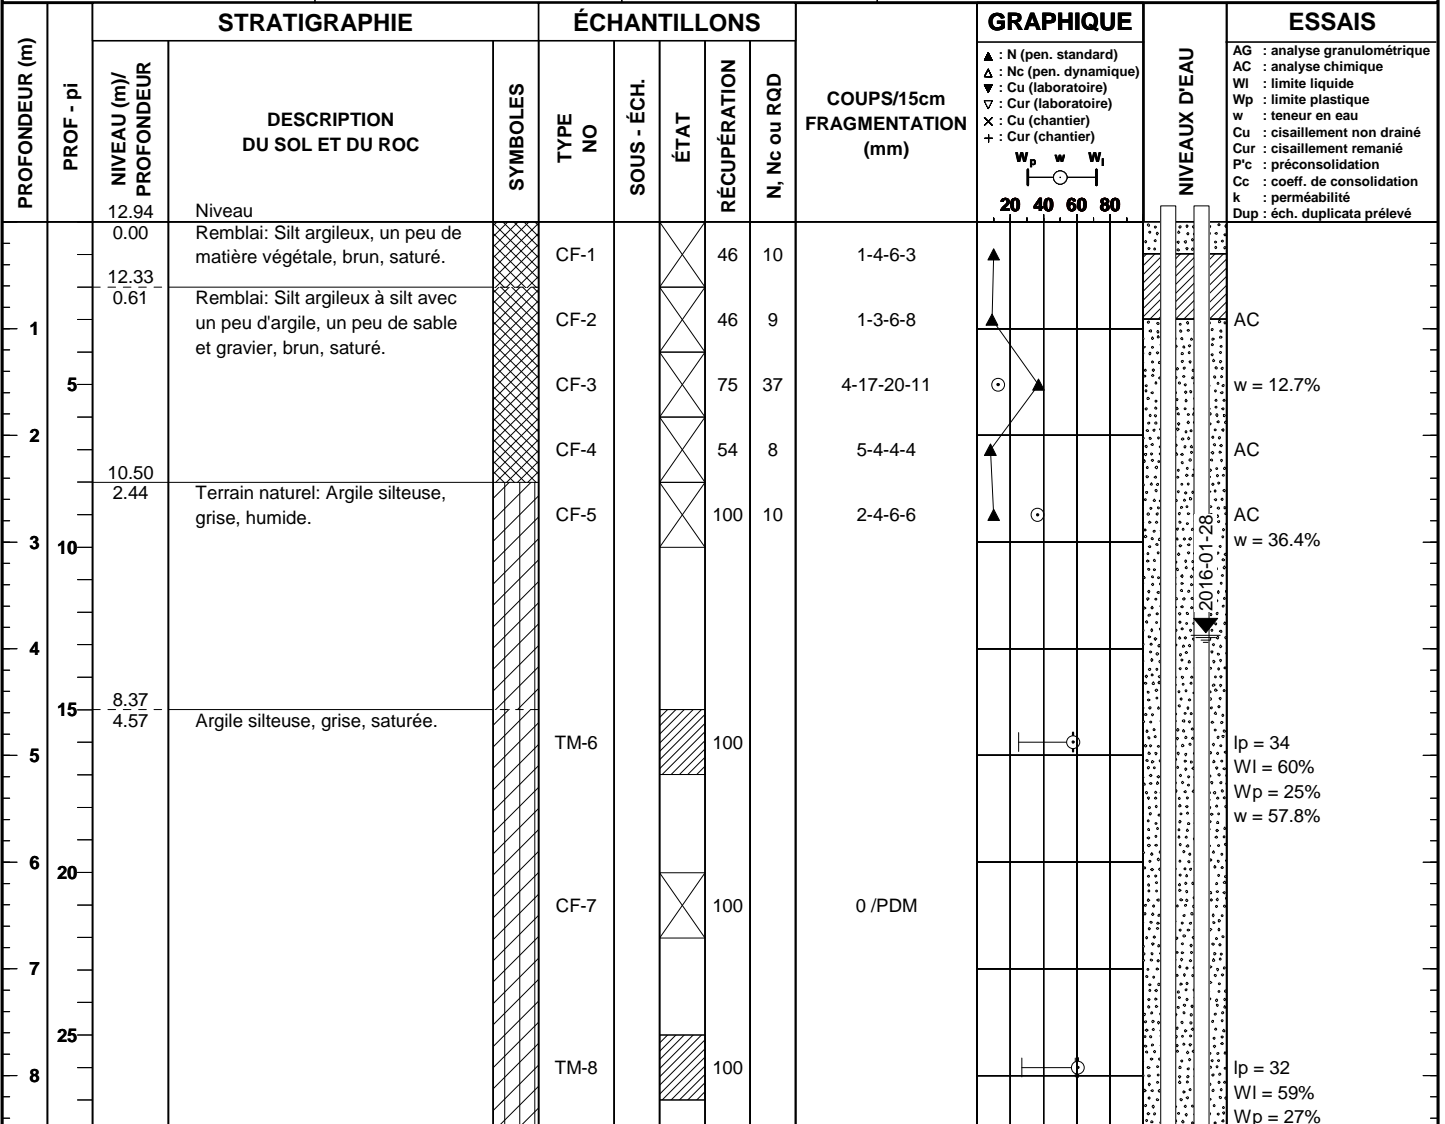 STRATIGRAPHIE
ÉCHANTILLONS
GRAPHIQUE
ESSAIS
PROFONDEUR (m)
PROF - pi
NIVEAU (m)/
PROFONDEUR
DESCRIPTION
DU SOL ET DU ROC
SYMBOLES
TYPE
NO
SOUS - ÉCH.
ÉTAT
RÉCUPÉRATION
N, Nc ou RQD
COUPS/15cm
FRAGMENTATION
(mm)
▲ : N (pen. standard)
△ : Nc (pen. dynamique)
▼ : Cu (laboratoire)
▽ : Cur (laboratoire)
× : Cu (chantier)
+ : Cur (chantier)
Wp w Wl
20 40 60 80
NIVEAUX D'EAU
AG : analyse granulométrique
AC : analyse chimique
Wl : limite liquide
Wp : limite plastique
w : teneur en eau
Cu : cisaillement non drainé
Cur : cisaillement remanié
P'c : préconsolidation
Cc : coeff. de consolidation
k : perméabilité
Dup : éch. duplicata prélevé
12.94 Niveau
0.00 Remblai: Silt argileux, un peu de
matière végétale, brun, saturé.
CF-1 46 10 1-4-6-3
12.33
0.61 Remblai: Silt argileux à silt avec
un peu d'argile, un peu de sable
et gravier, brun, saturé.
CF-2 46 9 1-3-6-8 AC
1
5 CF-3 75 37 4-17-20-11 w = 12.7%
2
CF-4 54 8 5-4-4-4 AC
10.50
2.44 Terrain naturel: Argile silteuse,
grise, humide.
CF-5 100 10 2-4-6-6 AC
w = 36.4%
3
10
2016-01-28
4
8.37
15
4.57 Argile silteuse, grise, saturée.
TM-6 100 Ip = 34
5
Wl = 60%
Wp = 25%
w = 57.8%
6
20
CF-7 100 0 /PDM
7
25
TM-8 100 Ip = 32
8
Wl = 59%
Wp = 27%